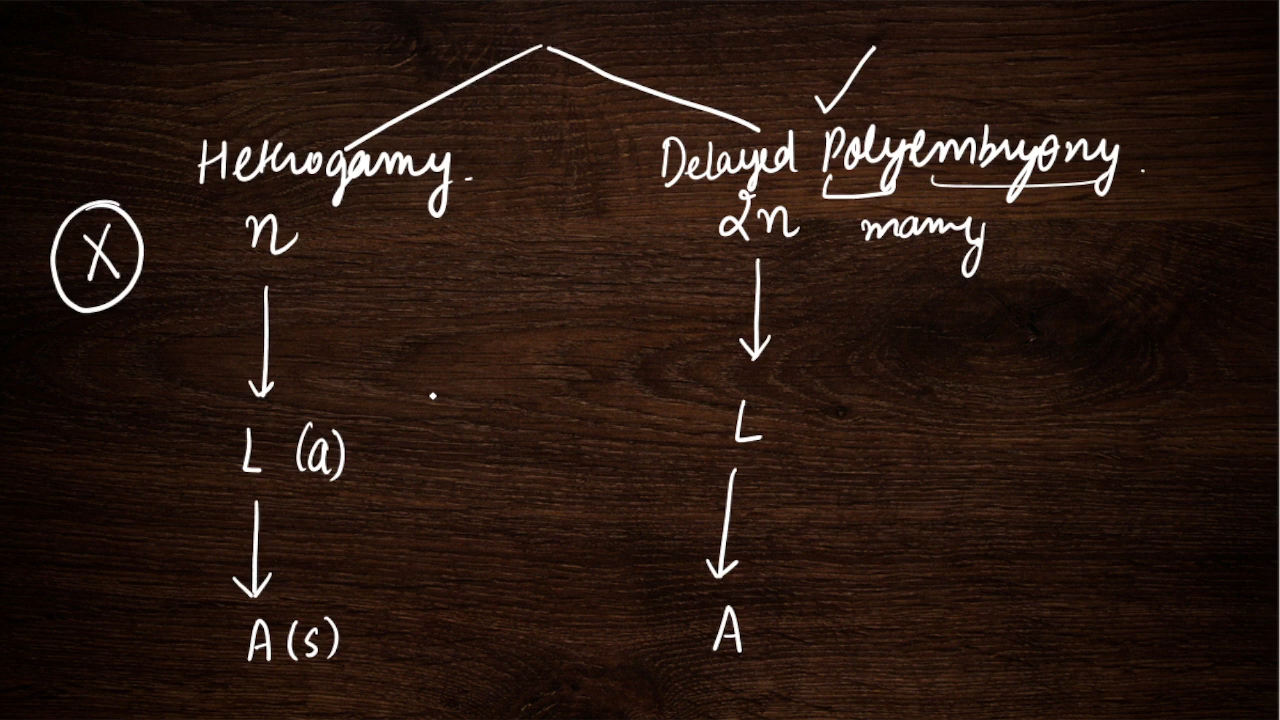 Hetrogamy.
Delayed Polyembryony.
n
2n
many
X
L (a)
L
A (s)
A